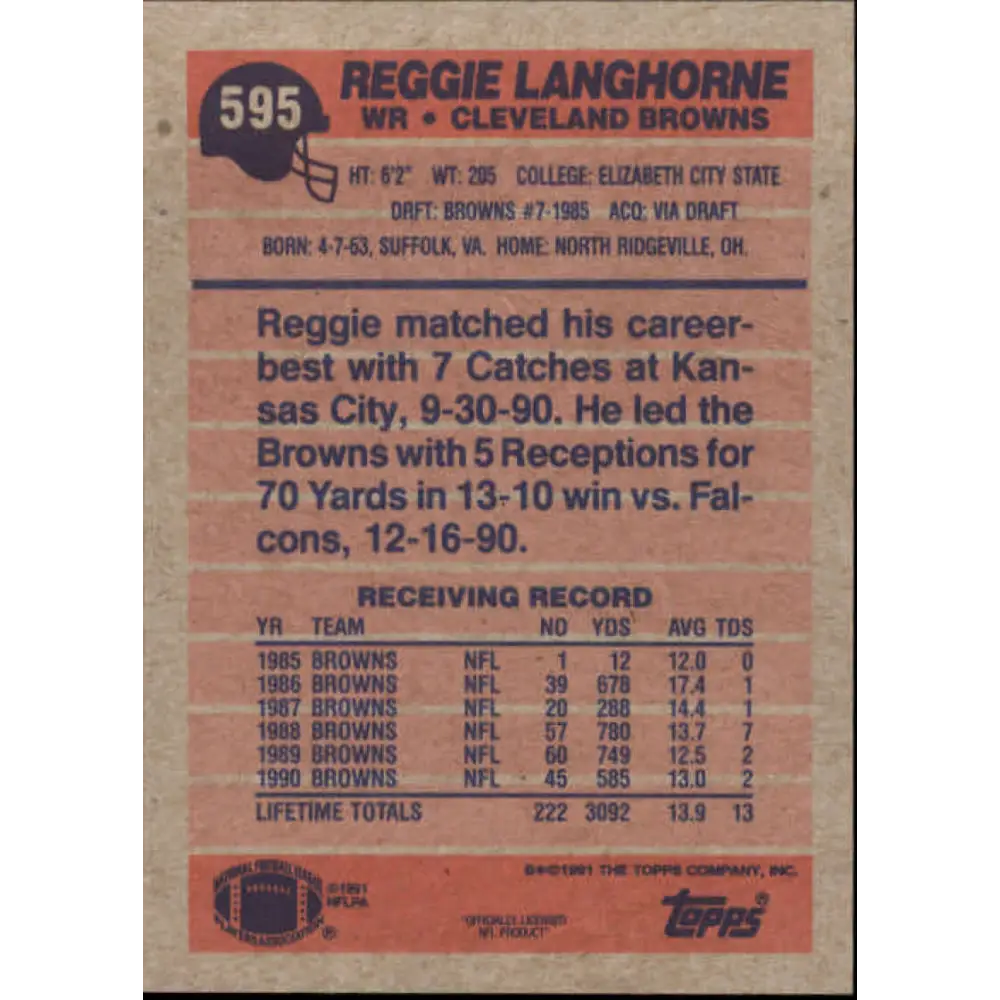 595
REGGIE LANGHORNE
WR • CLEVELAND BROWNS
HT: 6'2" WT: 205 COLLEGE: ELIZABETH CITY STATE
DRFT: BROWNS #7-1985 ACQ: VIA DRAFT
BORN: 4-7-63, SUFFOLK, VA. HOME: NORTH RIDGEVILLE, OH.
Reggie matched his career-
best with 7 Catches at Kan-
sas City, 9-30-90. He led the
Browns with 5 Receptions for
70 Yards in 13-10 win vs. Fal-
cons, 12-16-90.
RECEIVING RECORD
YR TEAM NO YDS AVG TDS
1985 BROWNS NFL 1 12 12.0 0
1986 BROWNS NFL 39 678 17.4 1
1987 BROWNS NFL 20 288 14.4 1
1988 BROWNS NFL 57 780 13.7 7
1989 BROWNS NFL 60 749 12.5 2
1990 BROWNS NFL 45 585 13.0 2
LIFETIME TOTALS 222 3092 13.9 13
NATIONAL FOOTBALL LEAGUE
PLAYERS ASSOCIATION ®
©1991
NFLPA
"OFFICIALLY LICENSED
NFL PRODUCT"
®*©1991 THE TOPPS COMPANY, INC.
topps®